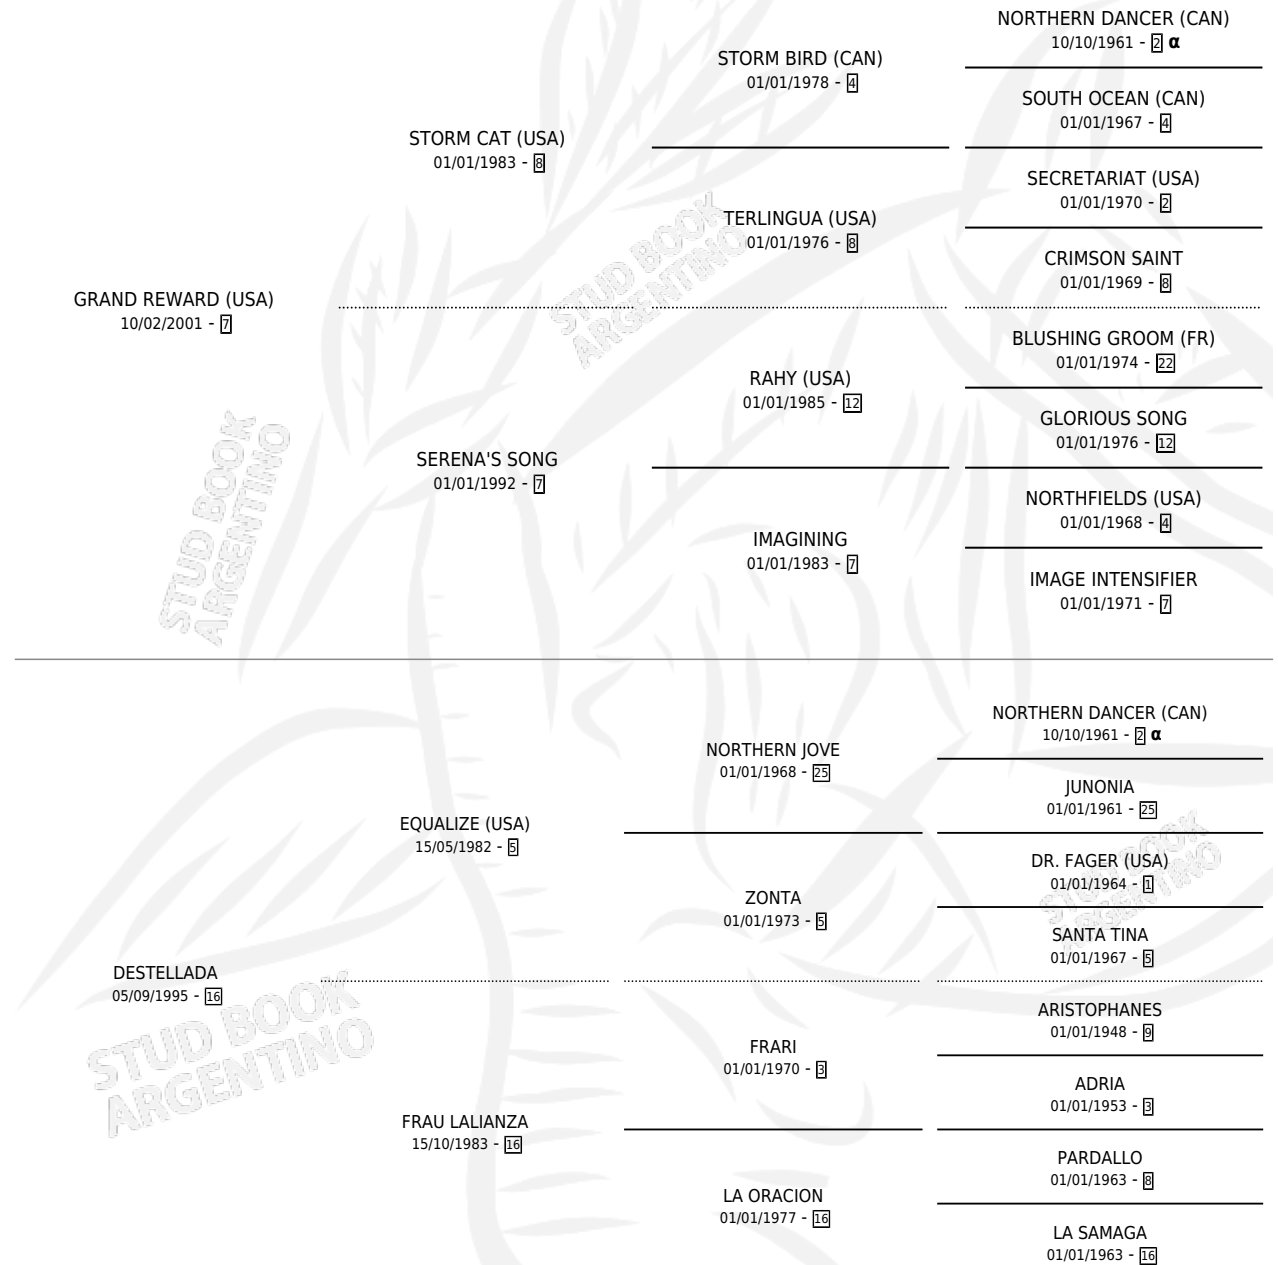 NORTHERN DANCER (CAN)
10/10/1961 - 2 α
STORM BIRD (CAN)
01/01/1978 - 4
SOUTH OCEAN (CAN)
01/01/1967 - 4
STORM CAT (USA)
01/01/1983 - 8
SECRETARIAT (USA)
01/01/1970 - 2
TERLINGUA (USA)
01/01/1976 - 8
CRIMSON SAINT
01/01/1969 - 8
GRAND REWARD (USA)
10/02/2001 - 7
BLUSHING GROOM (FR)
01/01/1974 - 22
RAHY (USA)
01/01/1985 - 12
GLORIOUS SONG
01/01/1976 - 12
SERENA'S SONG
01/01/1992 - 7
NORTHFIELDS (USA)
01/01/1968 - 4
IMAGINING
01/01/1983 - 7
IMAGE INTENSIFIER
01/01/1971 - 7
NORTHERN DANCER (CAN)
10/10/1961 - 2 α
NORTHERN JOVE
01/01/1968 - 25
JUNONIA
01/01/1961 - 25
EQUALIZE (USA)
15/05/1982 - 5
DR. FAGER (USA)
01/01/1964 - 1
ZONTA
01/01/1973 - 5
SANTA TINA
01/01/1967 - 5
DESTELLADA
05/09/1995 - 16
ARISTOPHANES
01/01/1948 - 9
FRARI
01/01/1970 - 3
ADRIA
01/01/1953 - 3
FRAU LALIANZA
15/10/1983 - 16
PARDALLO
01/01/1963 - 8
LA ORACION
01/01/1977 - 16
LA SAMAGA
01/01/1963 - 16
STUD BOOK
ARGENTINO
STUD BOOK
ARGENTINO
STUD BOOK
ARGENTINO
STUD BOOK
ARGENTINO